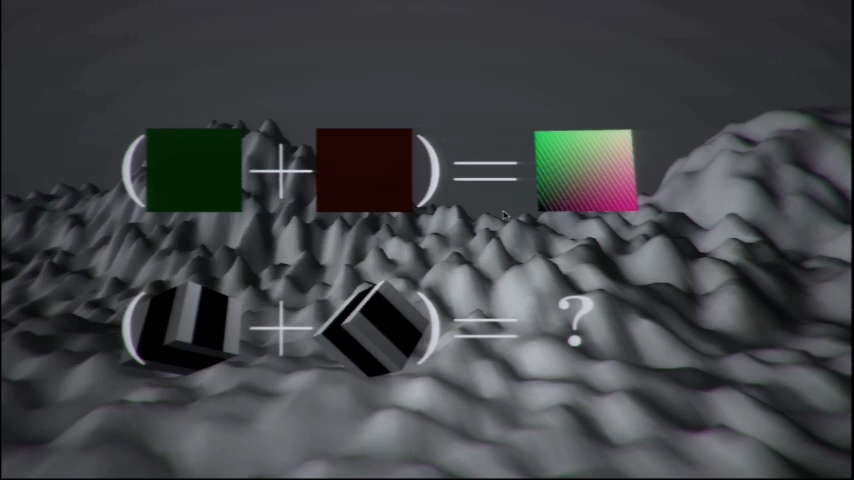 ( + ) =
( + ) = ?